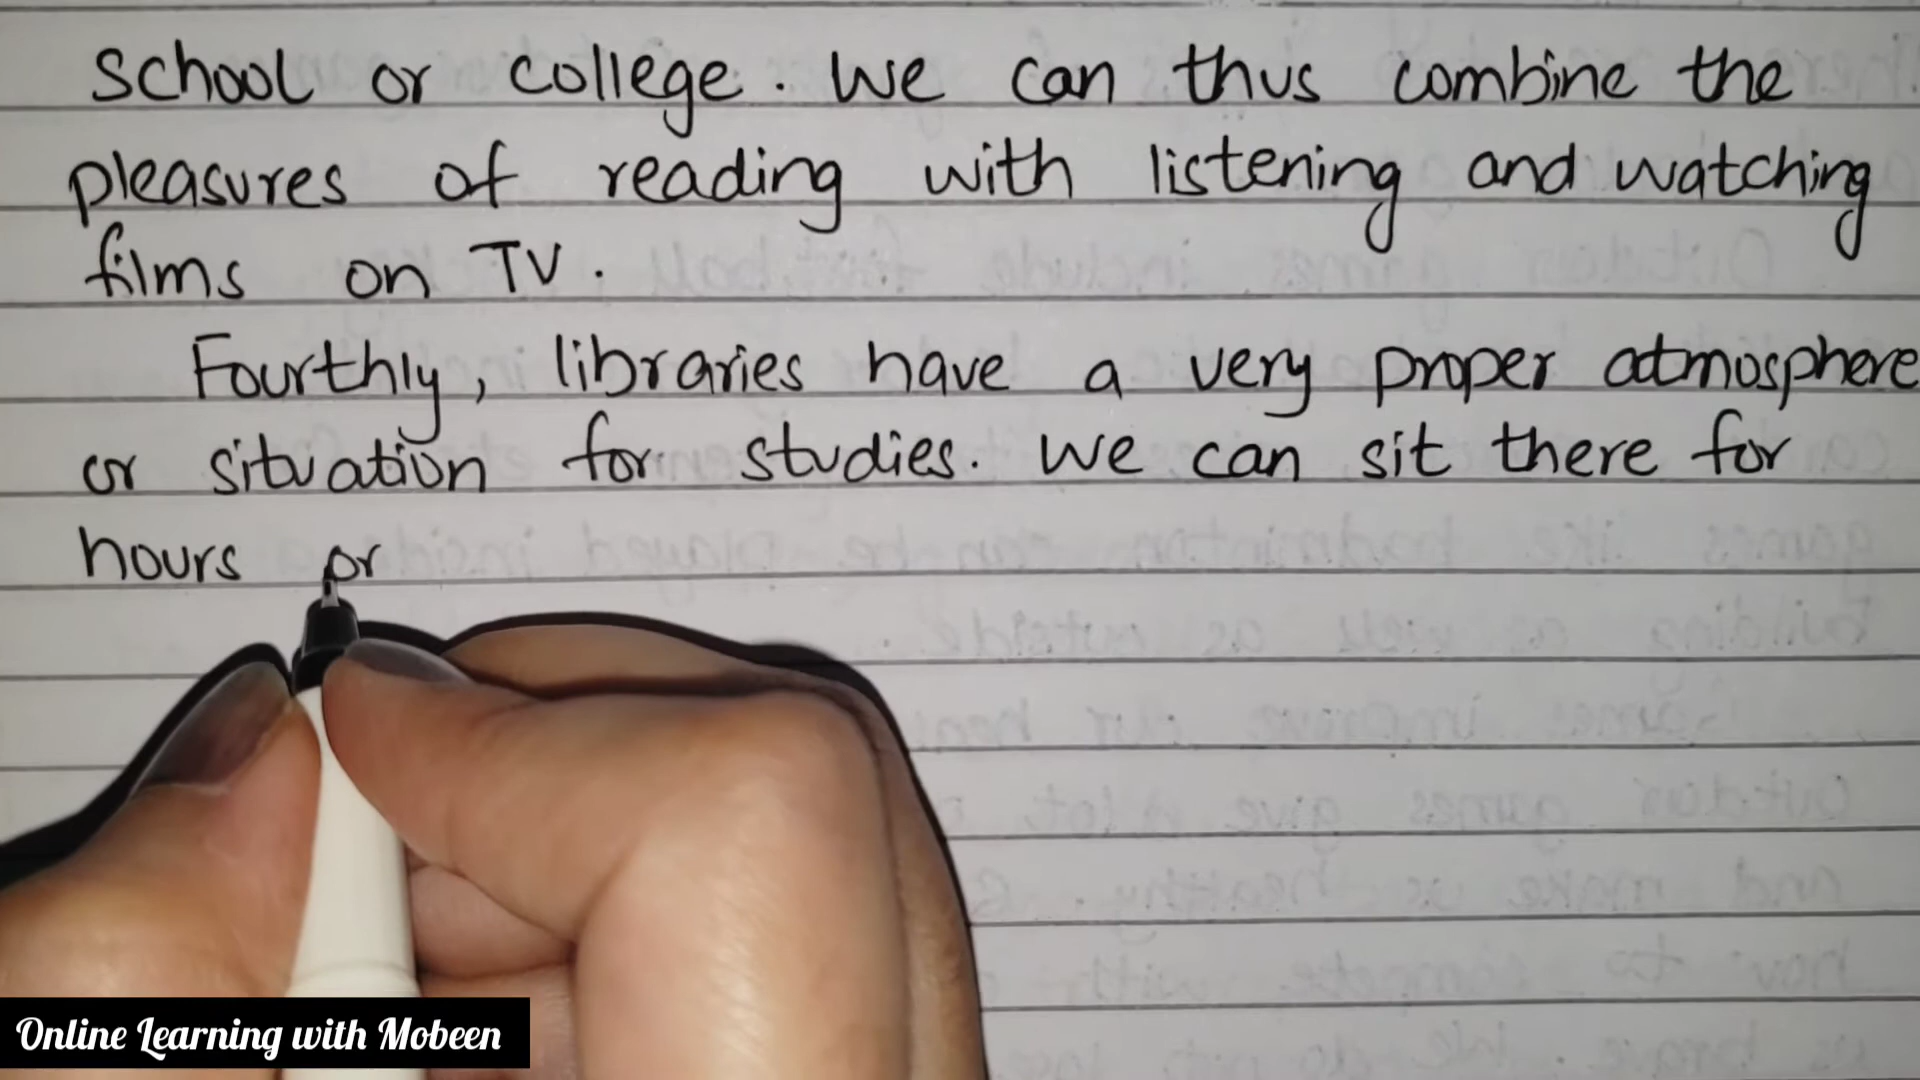 School or college. We can thus combine the
pleasures of reading with listening and watching
films on TV.
Fourthly, libraries have a very proper atmosphere
or situation for studies. We can sit there for
hours or
Online Learning with Mobeen